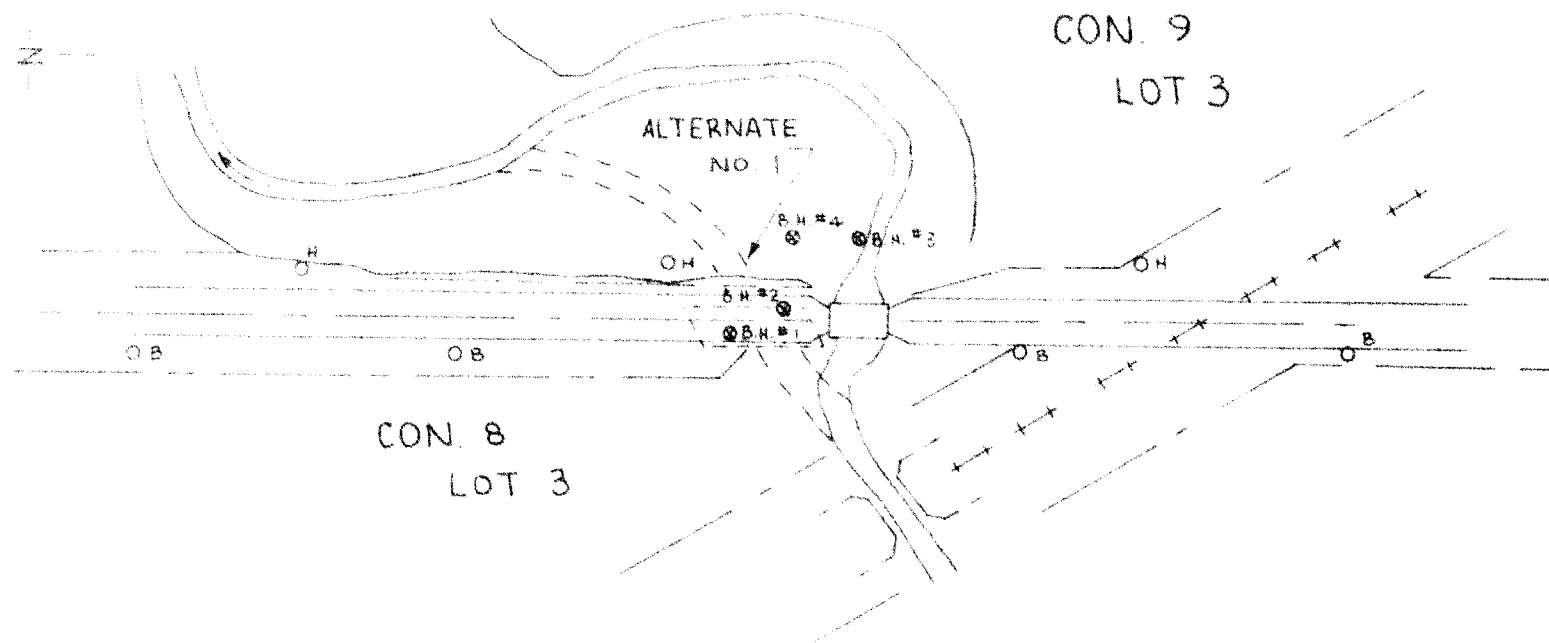 CON. 9
LOT 3
N
ALTERNATE
NO. 1
B.H. #4
B.H. #3
H
H
H
B.H. #2
B.H. #1
B
B
B
B
CON. 8
LOT 3